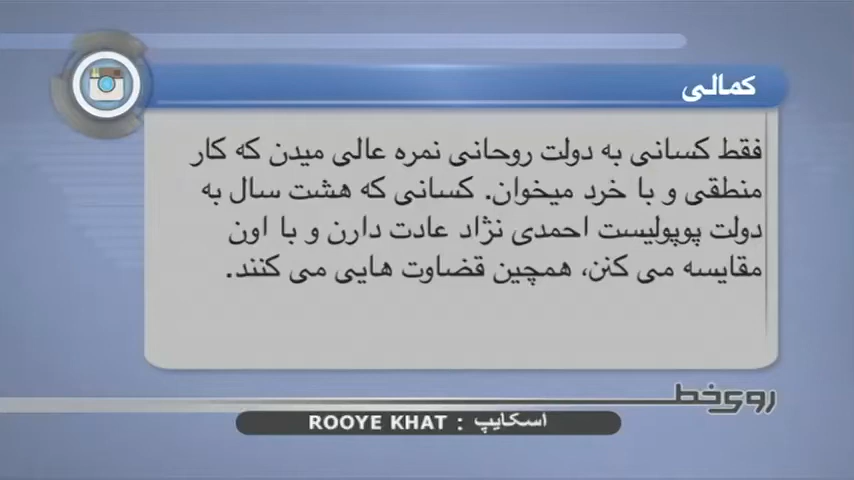 کمالی
فقط کسانی به دولت روحانی نمره عالی میدن که کار
منطقی و با خرد میخوان. کسانی که هشت سال به
دولت پوپولیست احمدی نژاد عادت دارن و با اون
مقایسه می کنن، همچین قضاوت هایی می کنند.
روی خط
اسکایپ : ROOYE KHAT